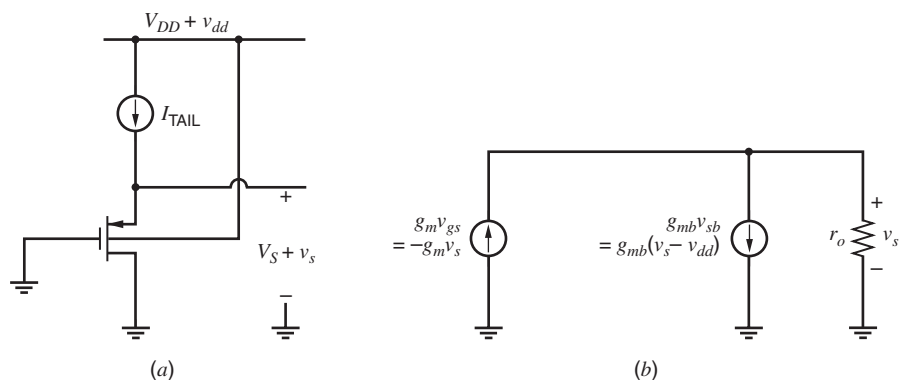 V_DD + v_dd
I_TAIL
+
V_S + v_s
−
(a)
g_m v_gs
= −g_m v_s
g_mb v_sb
= g_mb(v_s − v_dd)
r_o
+
v_s
−
(b)